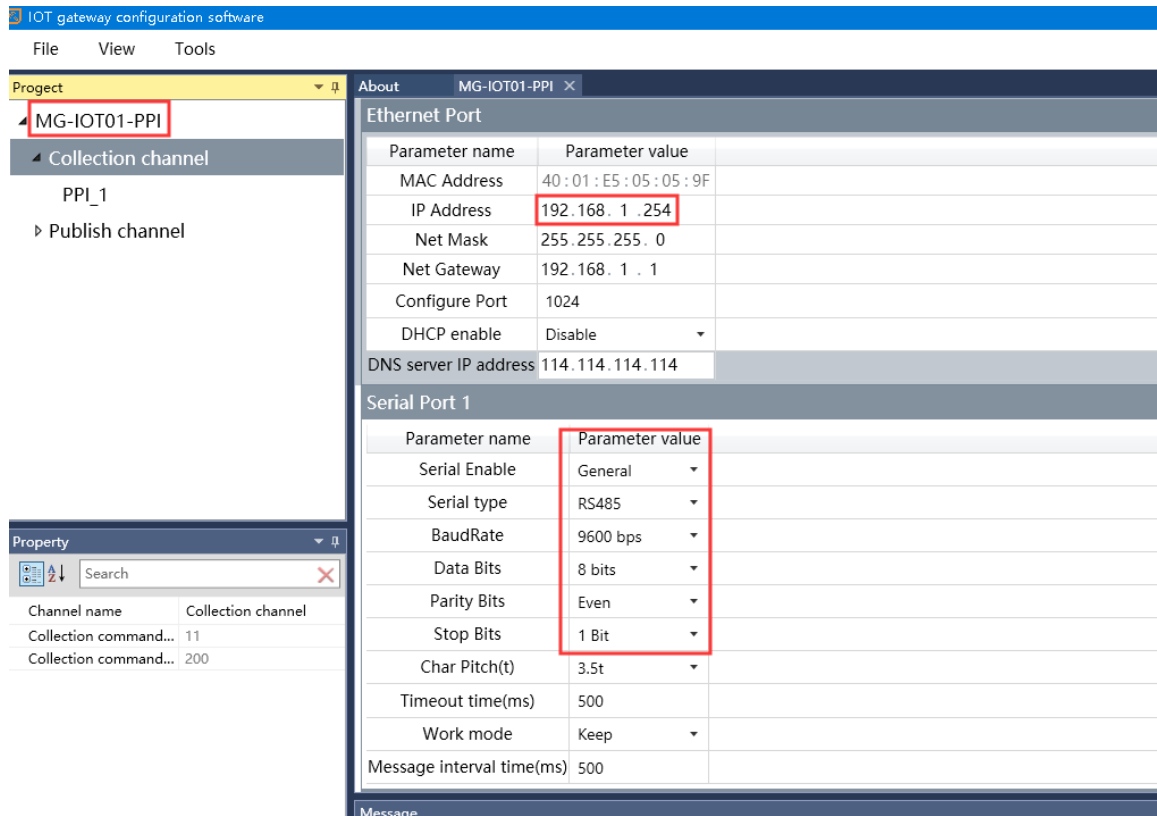 IOT gateway configuration software
File View Tools
Progect
MG-IOT01-PPI
Collection channel
PPI_1
Publish channel
Property
Search
Channel name Collection channel
Collection command... 11
Collection command... 200
About MG-IOT01-PPI
Ethernet Port
Parameter name Parameter value
MAC Address 40:01:E5:05:05:9F
IP Address 192.168. 1 .254
Net Mask 255.255.255. 0
Net Gateway 192.168. 1 . 1
Configure Port 1024
DHCP enable Disable
DNS server IP address 114.114.114.114
Serial Port 1
Parameter name Parameter value
Serial Enable General
Serial type RS485
BaudRate 9600 bps
Data Bits 8 bits
Parity Bits Even
Stop Bits 1 Bit
Char Pitch(t) 3.5t
Timeout time(ms) 500
Work mode Keep
Message interval time(ms) 500
Message